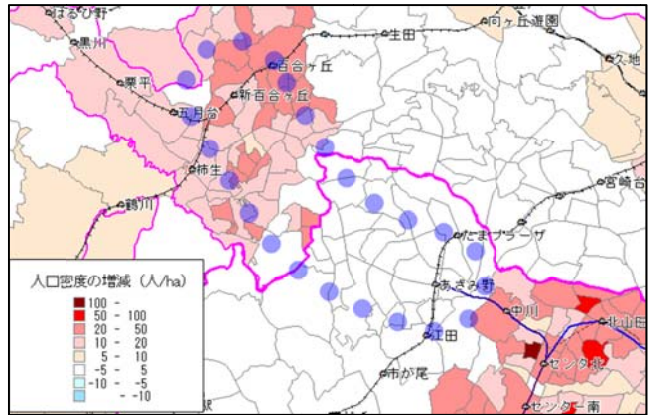 はるひ野
黒川
栗平
五月台
新百合ヶ丘
百合ヶ丘
生田
向ヶ丘遊園
久地
柿生
鶴川
宮崎台
たまプラーザ
あざみ野
中川
北山田
センタ北
センター南
江田
市が尾
駅
人口密度の増減 (人/ha)
100 -
50 - 100
20 - 50
10 - 20
5 - 10
-5 - 5
-10 - -5
- -10